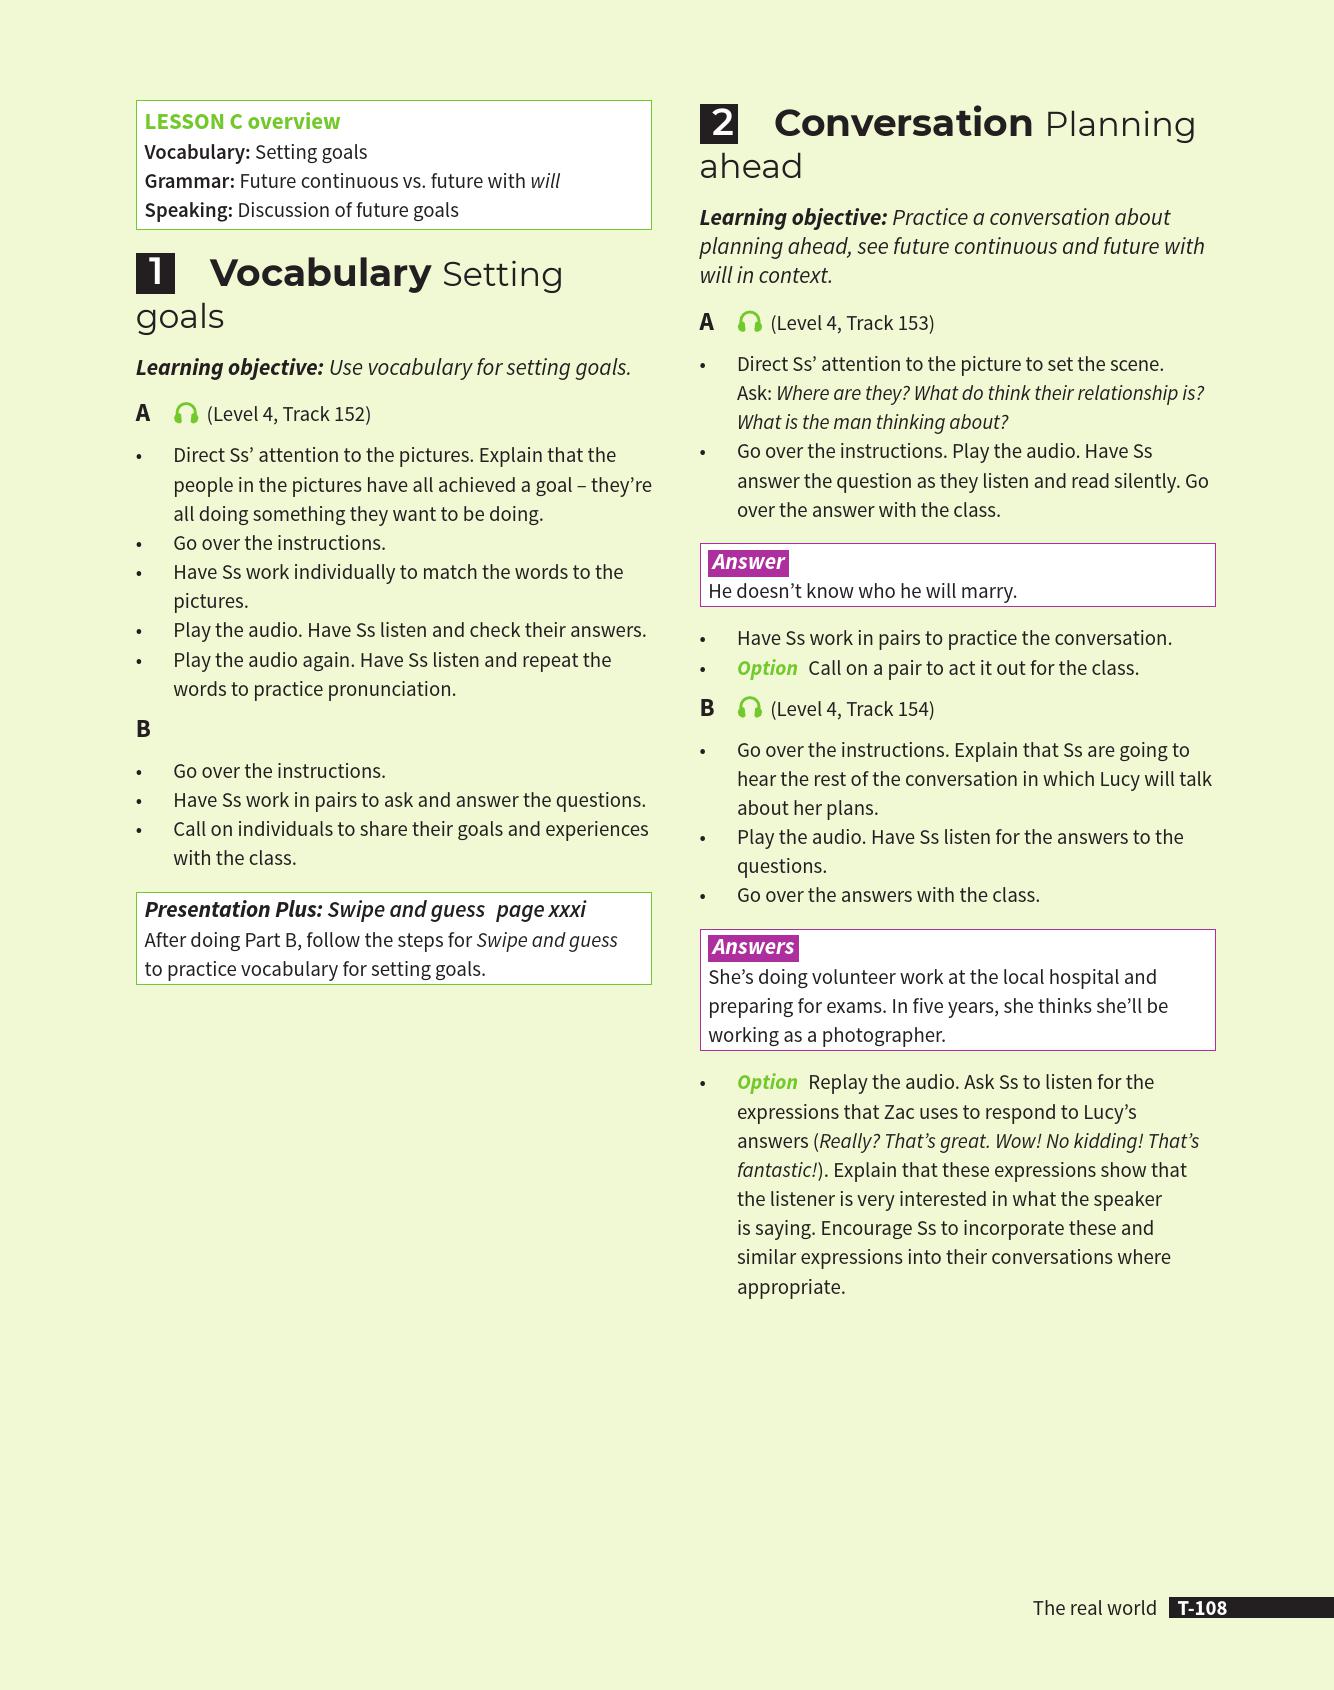 LESSON C overview
Vocabulary: Setting goals
Grammar: Future continuous vs. future with will
Speaking: Discussion of future goals
1 Vocabulary Setting
goals
Learning objective: Use vocabulary for setting goals.
A (Level 4, Track 152)
• Direct Ss’ attention to the pictures. Explain that the
people in the pictures have all achieved a goal – they’re
all doing something they want to be doing.
• Go over the instructions.
• Have Ss work individually to match the words to the
pictures.
• Play the audio. Have Ss listen and check their answers.
• Play the audio again. Have Ss listen and repeat the
words to practice pronunciation.
B
• Go over the instructions.
• Have Ss work in pairs to ask and answer the questions.
• Call on individuals to share their goals and experiences
with the class.
Presentation Plus: Swipe and guess page xxxi
After doing Part B, follow the steps for Swipe and guess
to practice vocabulary for setting goals.
2 Conversation Planning
ahead
Learning objective: Practice a conversation about
planning ahead, see future continuous and future with
will in context.
A (Level 4, Track 153)
• Direct Ss’ attention to the picture to set the scene.
Ask: Where are they? What do think their relationship is?
What is the man thinking about?
• Go over the instructions. Play the audio. Have Ss
answer the question as they listen and read silently. Go
over the answer with the class.
Answer
He doesn’t know who he will marry.
• Have Ss work in pairs to practice the conversation.
• Option Call on a pair to act it out for the class.
B (Level 4, Track 154)
• Go over the instructions. Explain that Ss are going to
hear the rest of the conversation in which Lucy will talk
about her plans.
• Play the audio. Have Ss listen for the answers to the
questions.
• Go over the answers with the class.
Answers
She’s doing volunteer work at the local hospital and
preparing for exams. In five years, she thinks she’ll be
working as a photographer.
• Option Replay the audio. Ask Ss to listen for the
expressions that Zac uses to respond to Lucy’s
answers (Really? That’s great. Wow! No kidding! That’s
fantastic!). Explain that these expressions show that
the listener is very interested in what the speaker
is saying. Encourage Ss to incorporate these and
similar expressions into their conversations where
appropriate.
The real world T-108